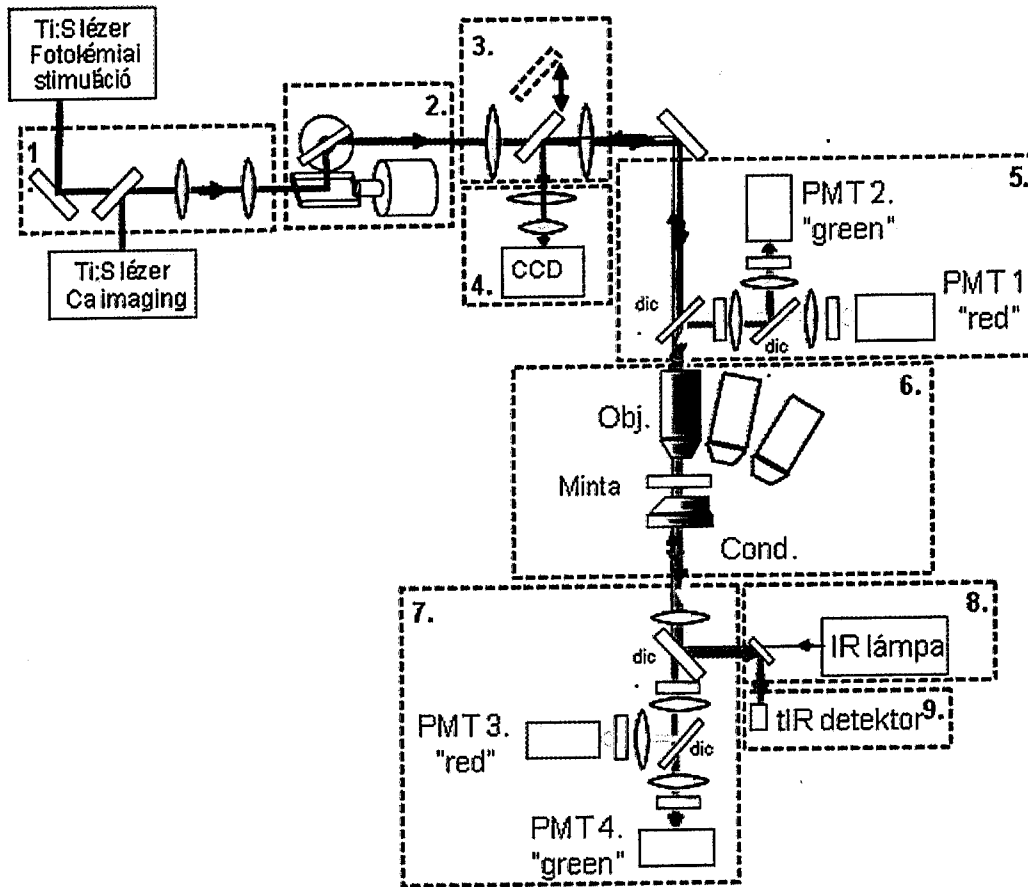 Ti:S lézer
Fotokémiai
stimuláció
1
2.
3.
Ti:S lézer
Ca imaging
4.
CCD
5.
PMT 2.
"green"
PMT 1
"red"
dic
dic
6.
Obj.
Minta
Cond.
7.
8.
dic
IR lámpa
tIR detektor
9.
PMT 3.
"red"
dic
PMT 4.
"green"